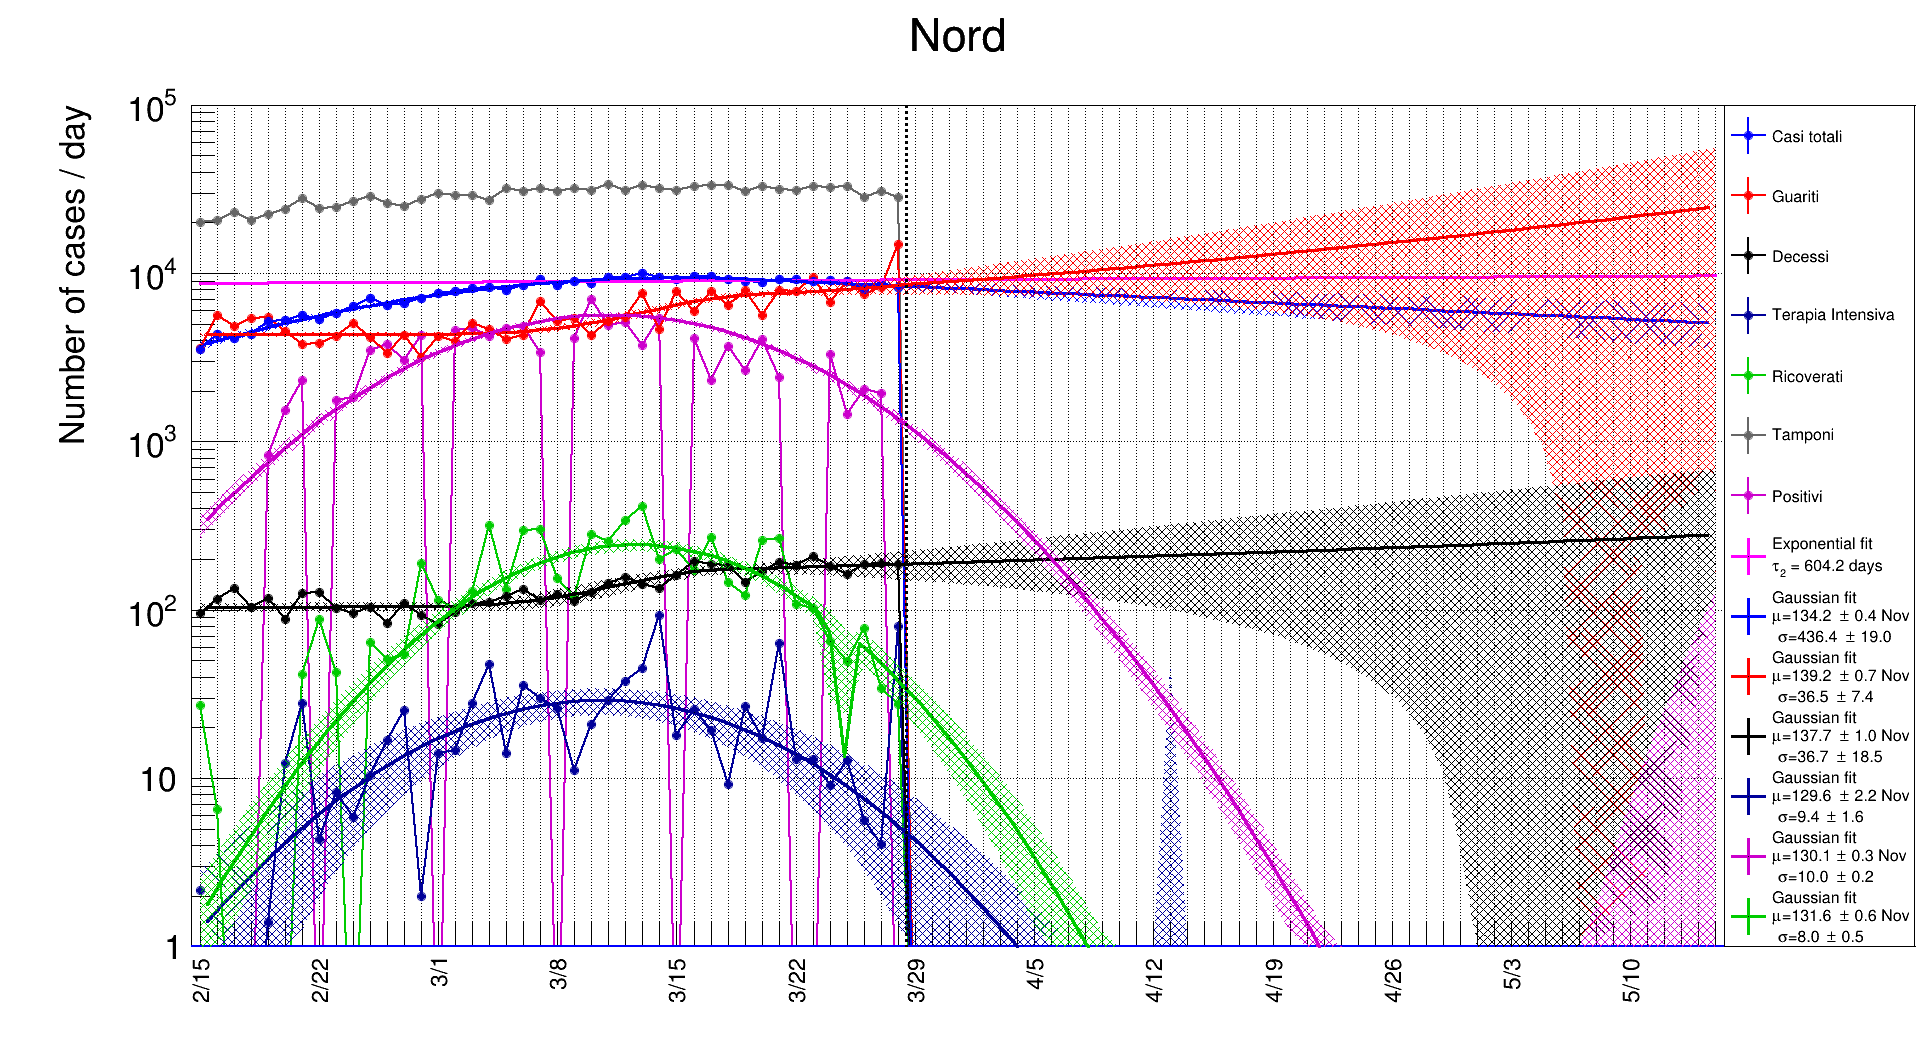 Nord
Number of cases / day
10^5
10^4
10^3
10^2
10
1
2/15
2/22
3/1
3/8
3/15
3/22
3/29
4/5
4/12
4/19
4/26
5/3
5/10
Casi totali
Guariti
Decessi
Terapia Intensiva
Ricoverati
Tamponi
Positivi
Exponential fit
τ₂ = 604.2 days
Gaussian fit
μ=134.2 ± 0.4 Nov
σ=436.4 ± 19.0
Gaussian fit
μ=139.2 ± 0.7 Nov
σ=36.5 ± 7.4
Gaussian fit
μ=137.7 ± 1.0 Nov
σ=36.7 ± 18.5
Gaussian fit
μ=129.6 ± 2.2 Nov
σ=9.4 ± 1.6
Gaussian fit
μ=130.1 ± 0.3 Nov
σ=10.0 ± 0.2
Gaussian fit
μ=131.6 ± 0.6 Nov
σ=8.0 ± 0.5